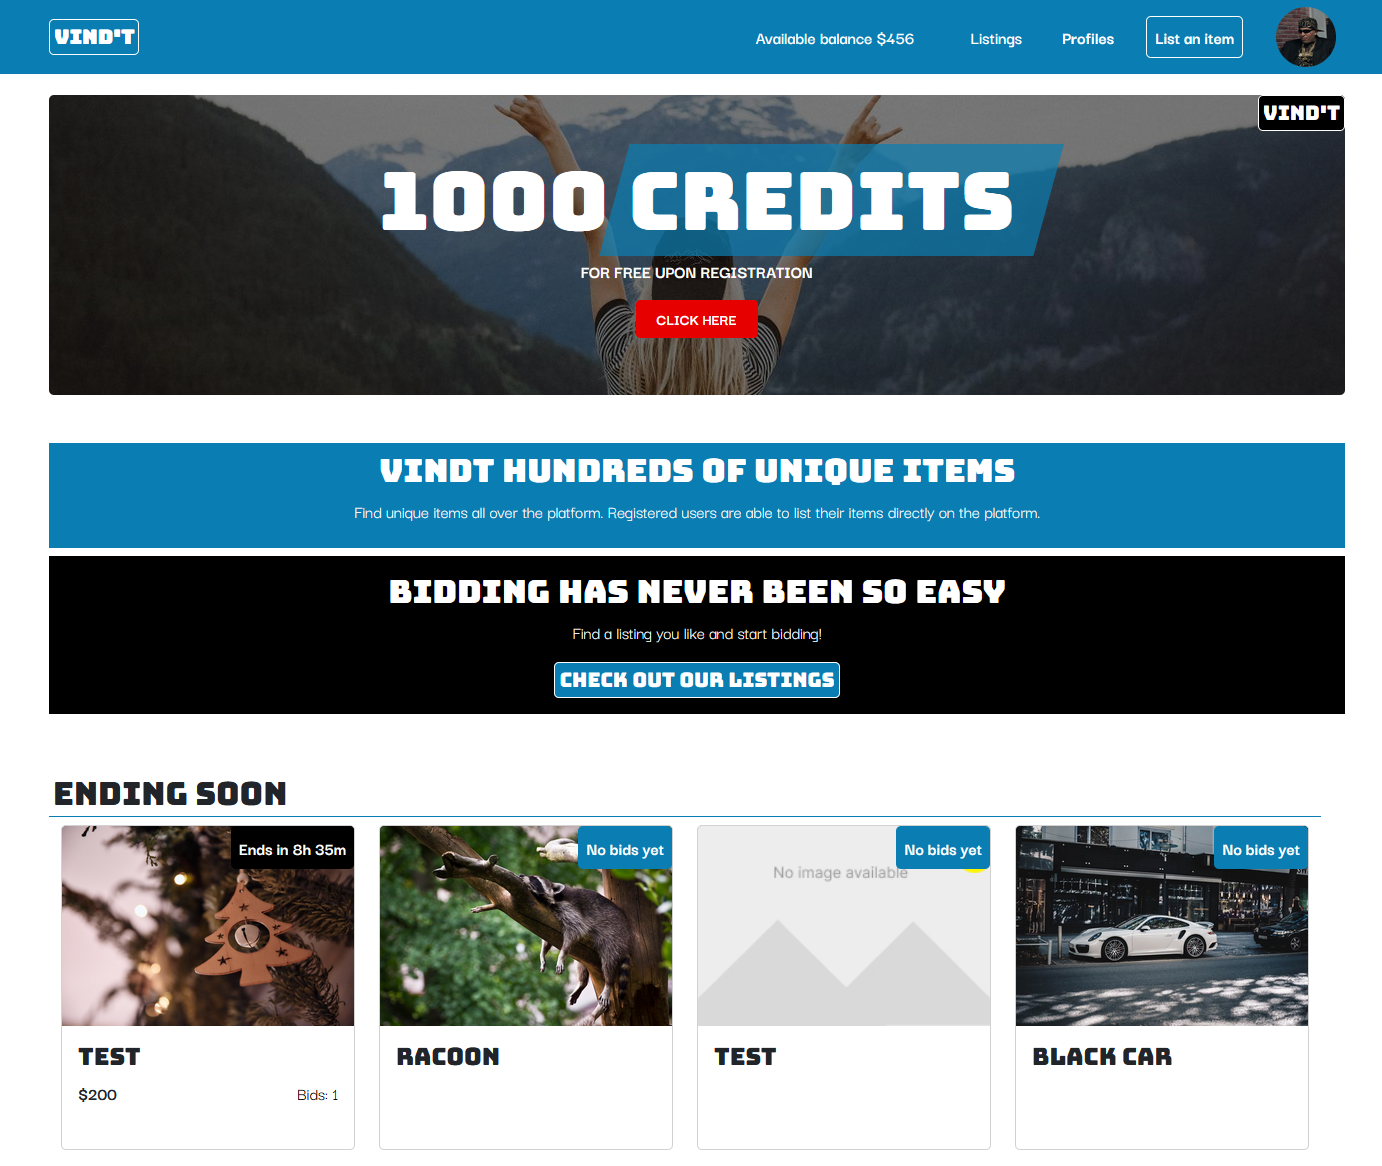 VIND'T
Available balance $456
Listings
Profiles
List an item
VIND'T
1000 CREDITS
FOR FREE UPON REGISTRATION
CLICK HERE
VINDT HUNDREDS OF UNIQUE ITEMS
Find unique items all over the platform. Registered users are able to list their items directly on the platform.
BIDDING HAS NEVER BEEN SO EASY
Find a listing you like and start bidding!
CHECK OUT OUR LISTINGS
ENDING SOON
Ends in 8h 35m
No bids yet
No bids yet
No bids yet
No image available
TEST
RACOON
TEST
BLACK CAR
$200
Bids: 1